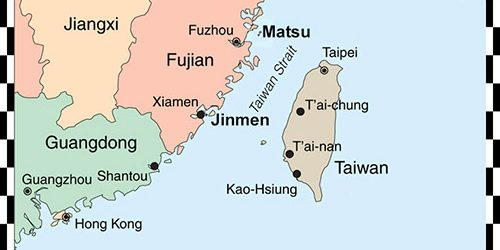 Jiangxi
Fuzhou
Matsu
Fujian
Taiwan Strait
Taipei
Xiamen
Jinmen
T'ai-chung
Guangdong
T'ai-nan
Shantou
Taiwan
Guangzhou
Kao-Hsiung
Hong Kong